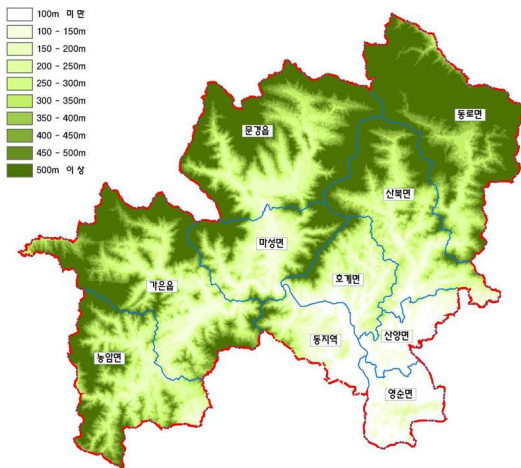 100m 미 만
100 - 150m
150 - 200m
200 - 250m
250 - 300m
300 - 350m
350 - 400m
400 - 450m
450 - 500m
500m 이 상
동로면
문경읍
산북면
마성면
호계면
가은읍
동지역
산양면
농암면
영순면